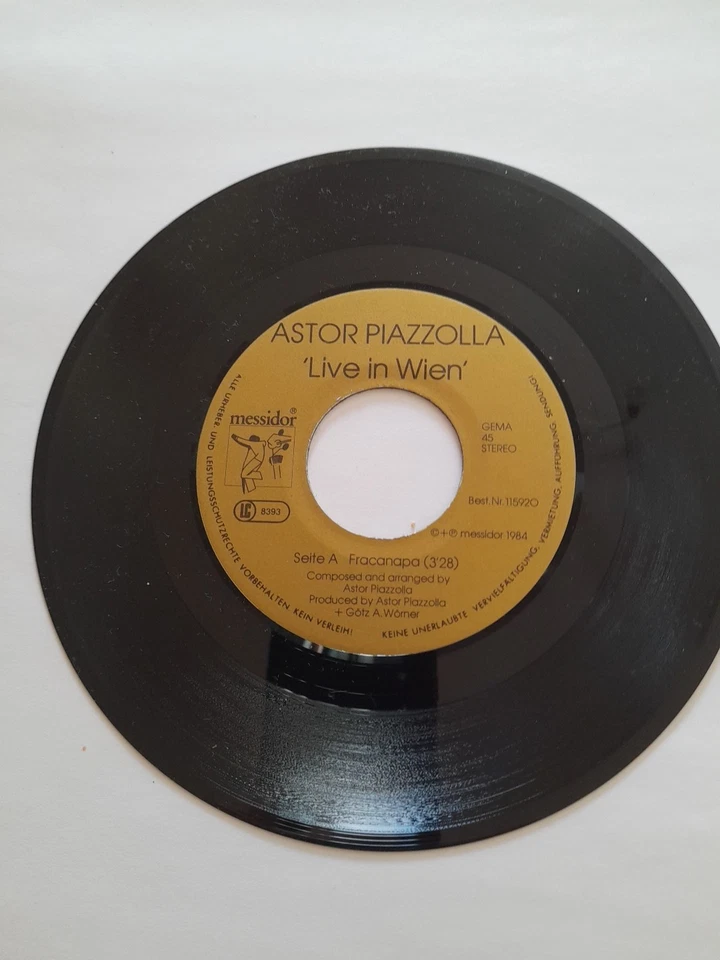 ASTOR PIAZZOLLA
'Live in Wien'
messidor®
LC 8393
GEMA
45
STEREO
Best.Nr.115920
©+℗ messidor 1984
Seite A Fracanapa (3'28)
Composed and arranged by
Astor Piazzolla
Produced by Astor Piazzolla
+ Götz A. Wörner
ALLE URHEBER- UND LEISTUNGSSCHUTZRECHTE VORBEHALTEN KEIN VERLEIH! KEINE UNERLAUBTE VERVIELFÄLTIGUNG, VERMIETUNG, AUFFÜHRUNG, SENDUNG!